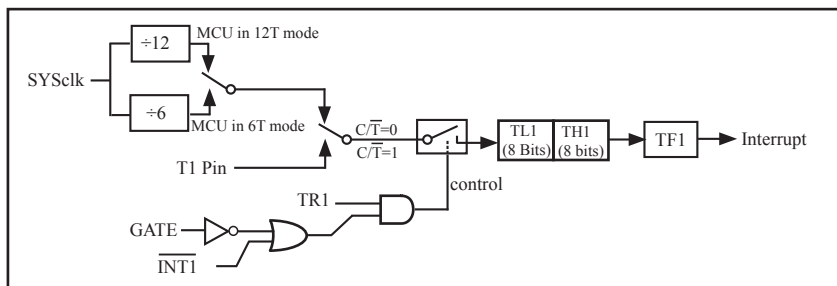 MCU in 12T mode
÷12
SYSclk
÷6
MCU in 6T mode
C/T̅=0
C/T̅=1
T1 Pin
TL1
(8 Bits)
TH1
(8 bits)
TF1
Interrupt
control
TR1
GATE
I̅N̅T̅1̅